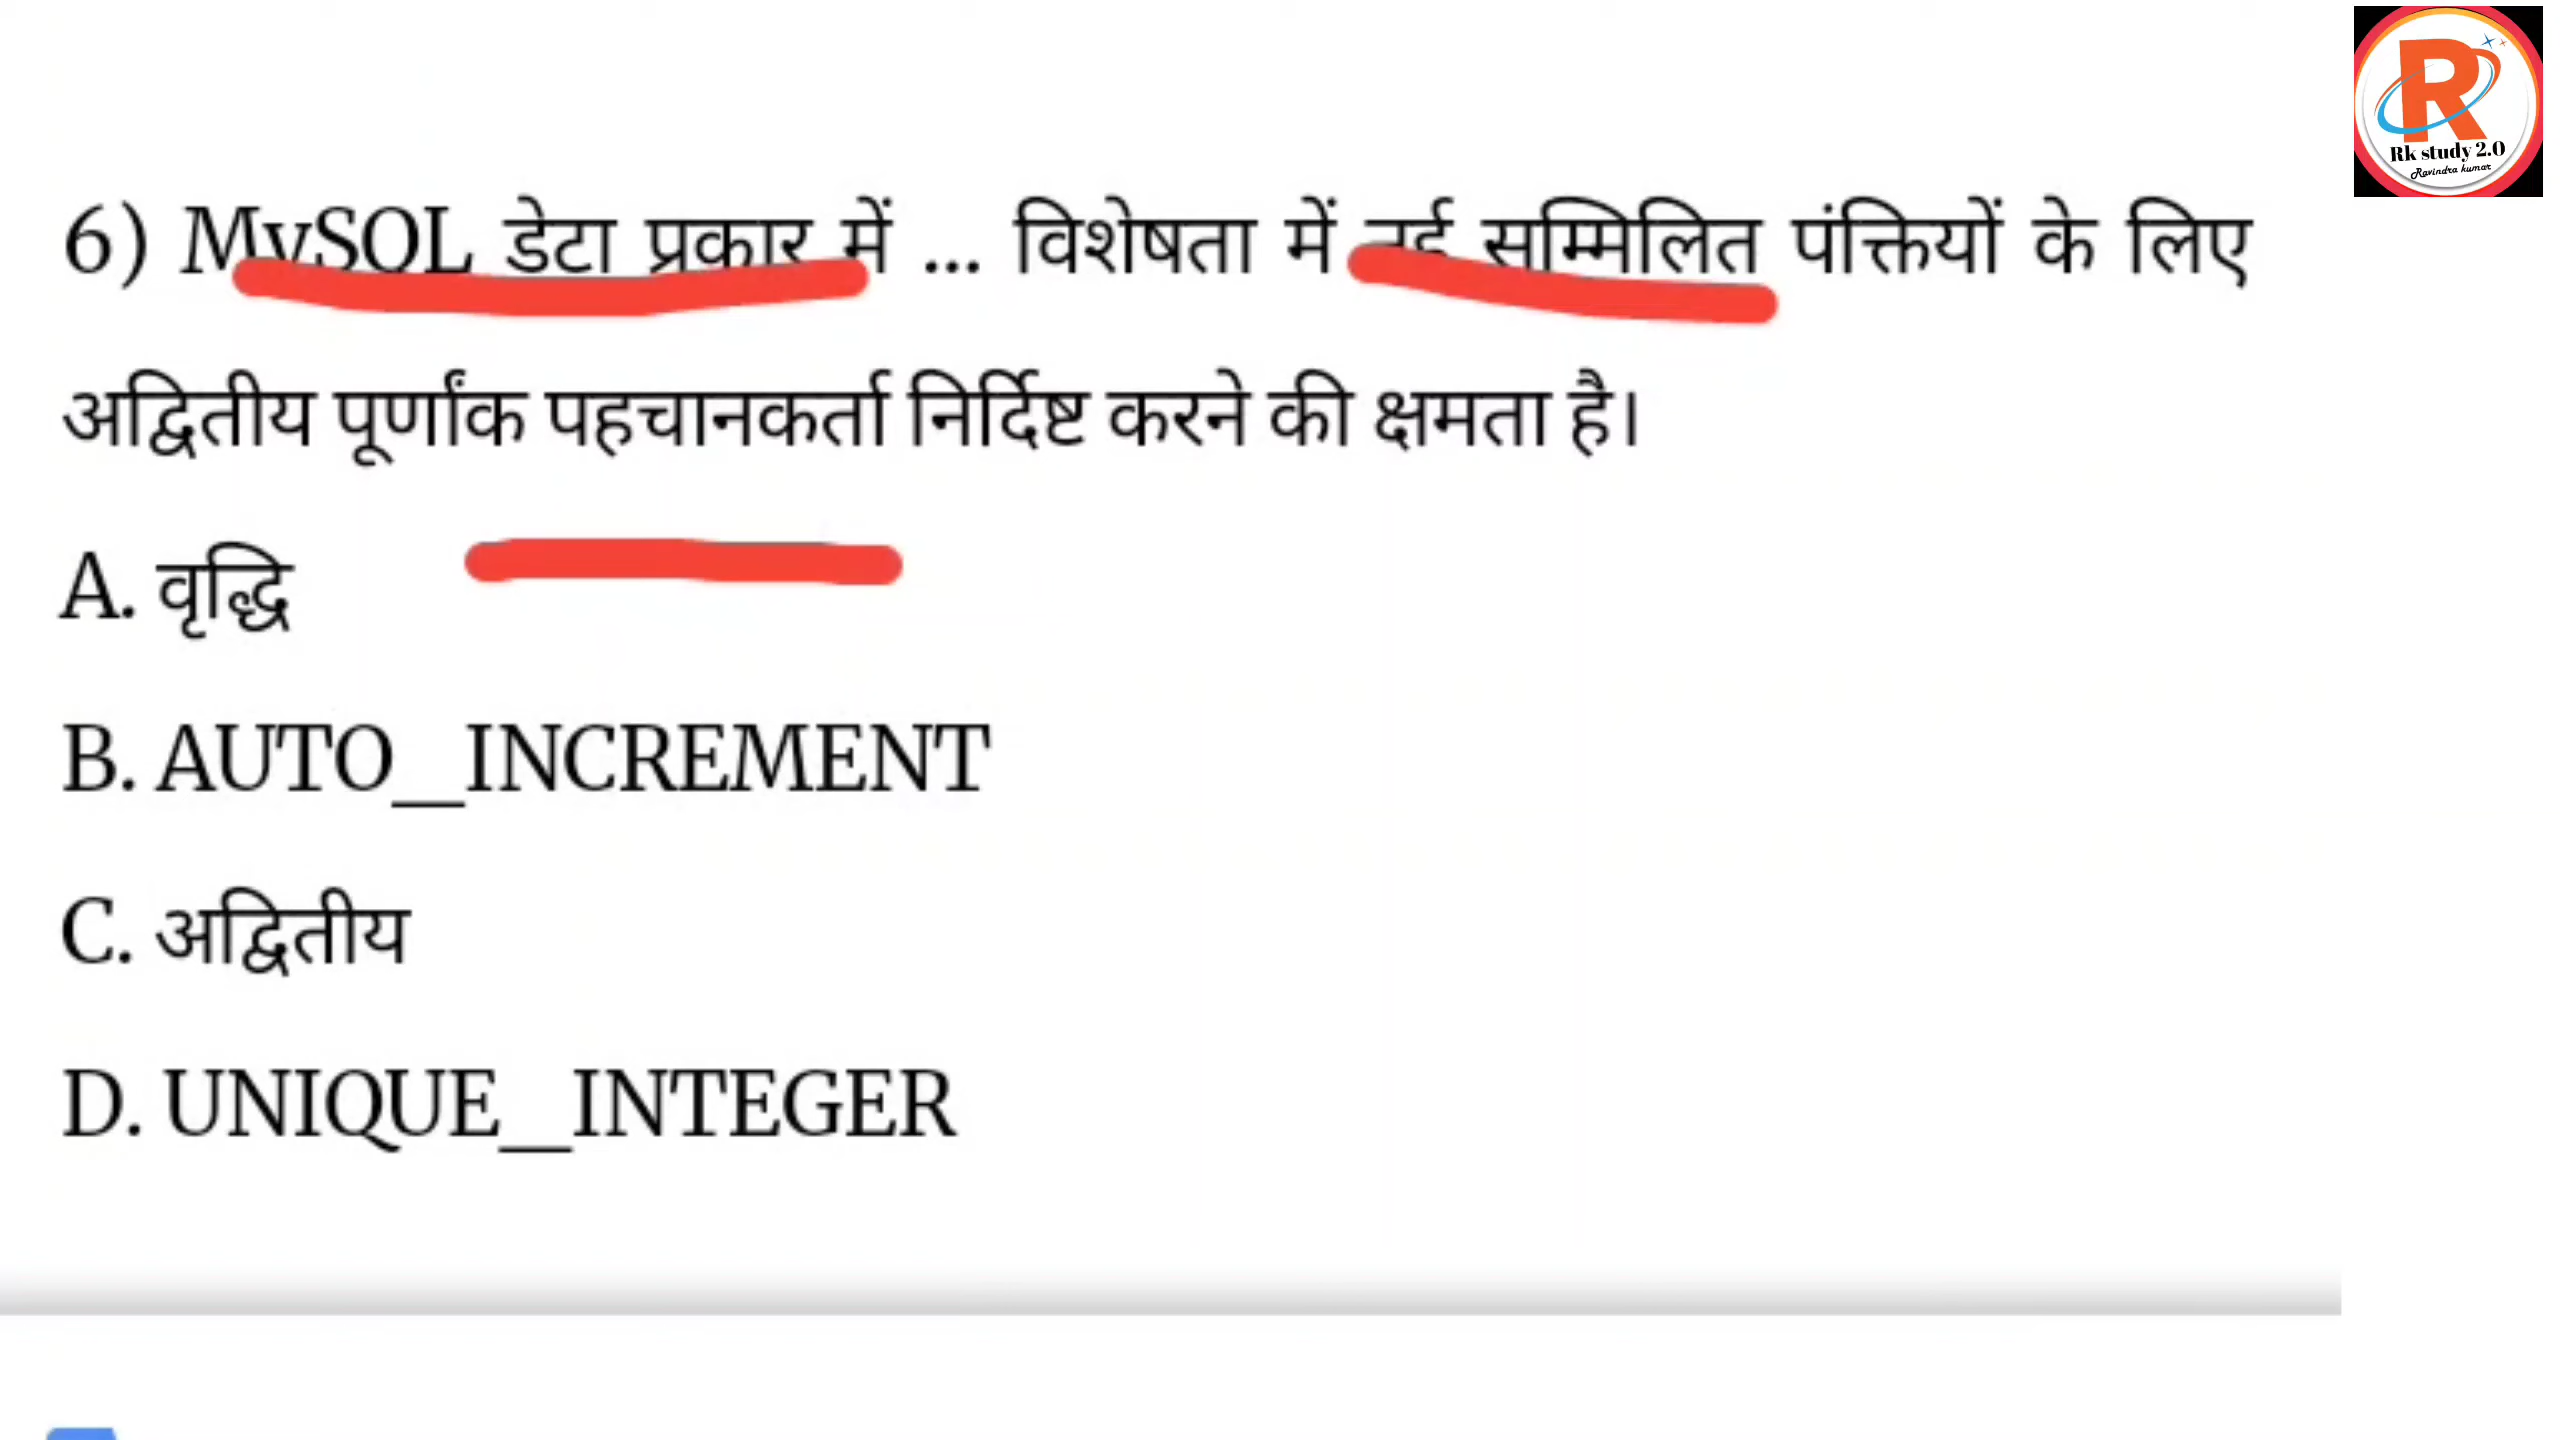 Rk study 2.0
Ravindra kumar
6) MySQL डेटा प्रकार में ... विशेषता में नई सम्मिलित पंक्तियों के लिए
अद्वितीय पूर्णांक पहचानकर्ता निर्दिष्ट करने की क्षमता है।
A. वृद्धि
B. AUTO_INCREMENT
C. अद्वितीय
D. UNIQUE_INTEGER